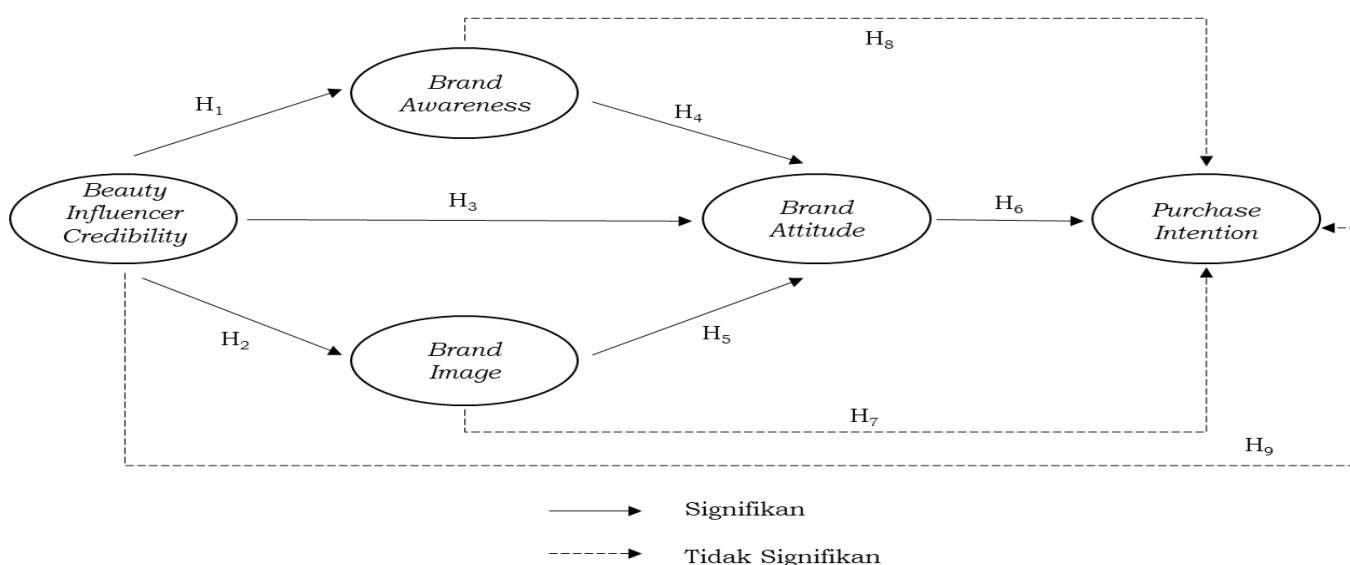 H₈
Brand
Awareness
H₁
H₄
Beauty
Influencer
Credibility
H₃
Brand
Attitude
H₆
Purchase
Intention
H₂
Brand
Image
H₅
H₇
H₉
Signifikan
Tidak Signifikan